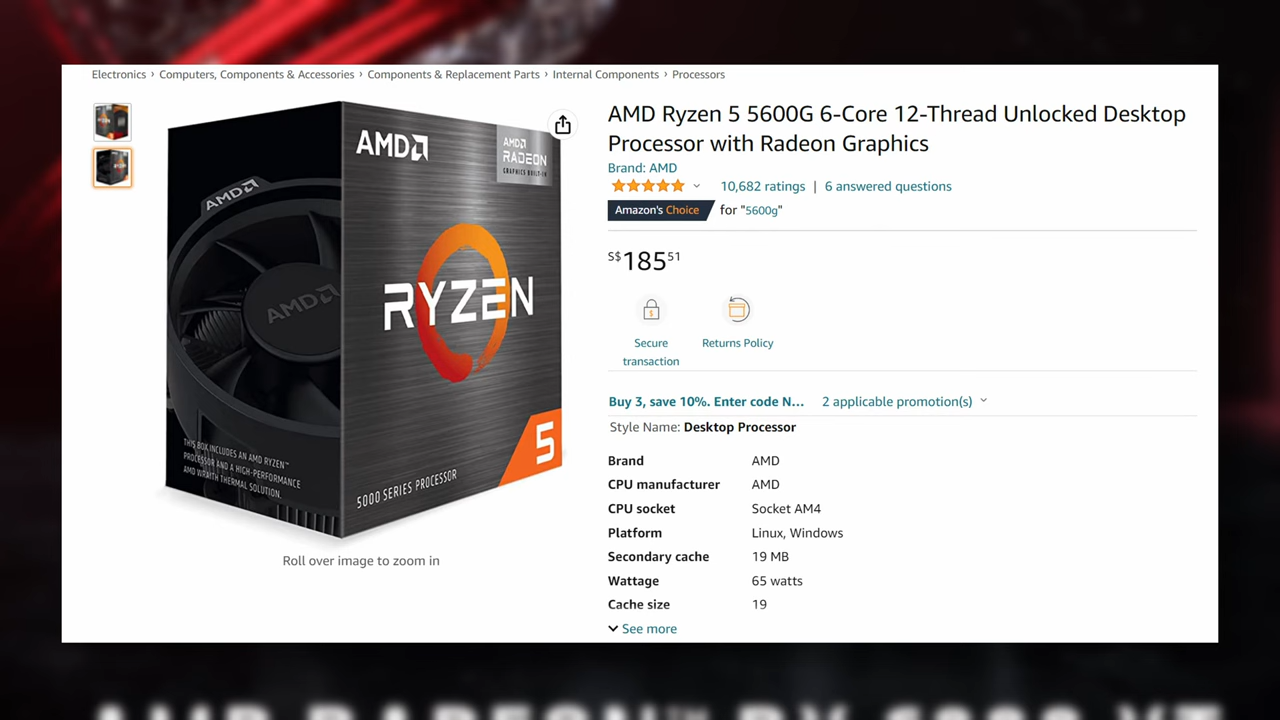 Electronics › Computers, Components & Accessories › Components & Replacement Parts › Internal Components › Processors
AMD
AMD
RADEON
GRAPHICS BUILT-IN
AMD
AMD
RYZEN
5
THIS BOX INCLUDES AN AMD RYZEN™
PROCESSOR AND A HIGH-PERFORMANCE
AMD WRAITH THERMAL SOLUTION.
5000 SERIES PROCESSOR
Roll over image to zoom in
AMD Ryzen 5 5600G 6-Core 12-Thread Unlocked Desktop
Processor with Radeon Graphics
Brand: AMD
10,682 ratings | 6 answered questions
Amazon's Choice for "5600g"
S$18551
Secure
transaction
Returns Policy
Buy 3, save 10%. Enter code N... 2 applicable promotion(s)
Style Name: Desktop Processor
Brand AMD
CPU manufacturer AMD
CPU socket Socket AM4
Platform Linux, Windows
Secondary cache 19 MB
Wattage 65 watts
Cache size 19
See more